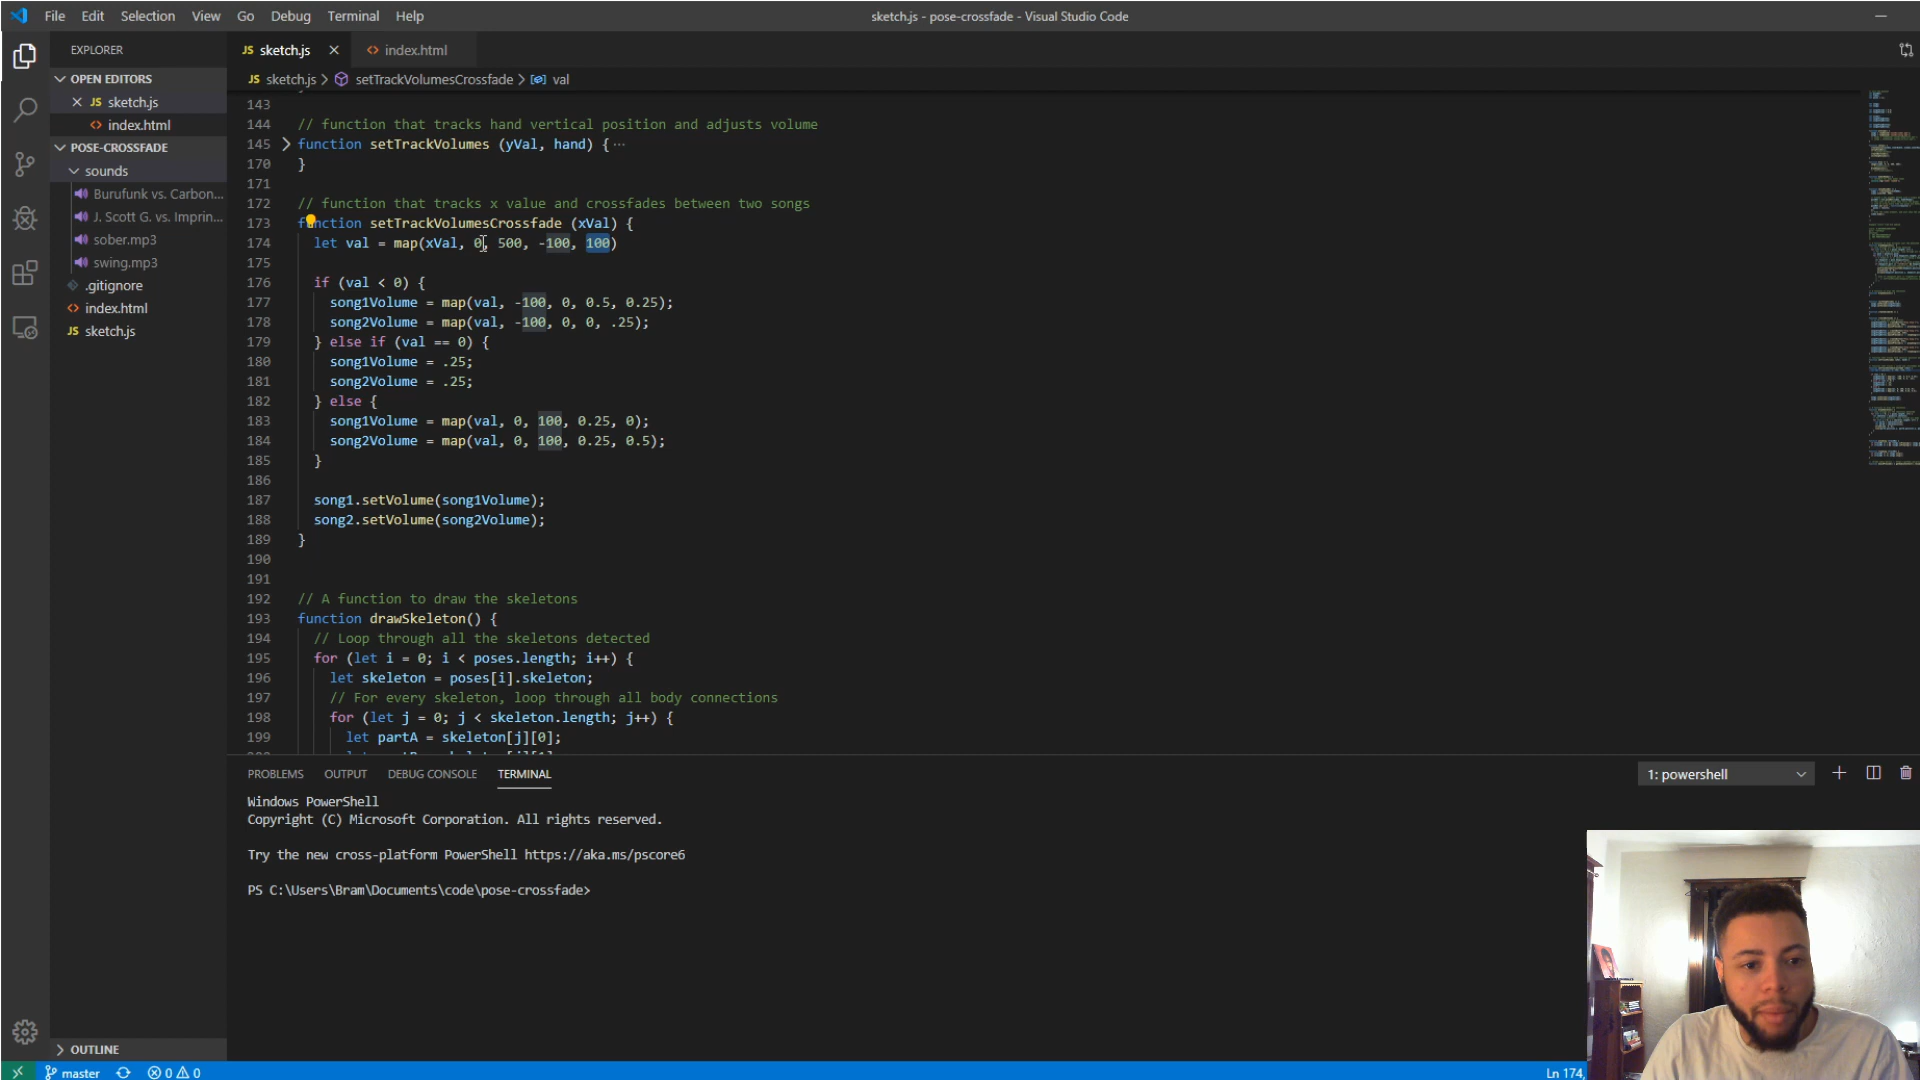 File Edit Selection View Go Debug Terminal Help
sketch.js - pose-crossfade - Visual Studio Code
EXPLORER
JS sketch.js
<> index.html
OPEN EDITORS
JS sketch.js > setTrackVolumesCrossfade > val
JS sketch.js
<> index.html
POSE-CROSSFADE
sounds
Burufunk vs. Carbon...
J. Scott G. vs. Imprin...
sober.mp3
swing.mp3
.gitignore
<> index.html
JS sketch.js
OUTLINE
143
144 // function that tracks hand vertical position and adjusts volume
145 function setTrackVolumes (yVal, hand) {···
170 }
171
172 // function that tracks x value and crossfades between two songs
173 function setTrackVolumesCrossfade (xVal) {
174 let val = map(xVal, 0, 500, -100, 100)
175
176 if (val < 0) {
177 song1Volume = map(val, -100, 0, 0.5, 0.25);
178 song2Volume = map(val, -100, 0, 0, .25);
179 } else if (val == 0) {
180 song1Volume = .25;
181 song2Volume = .25;
182 } else {
183 song1Volume = map(val, 0, 100, 0.25, 0);
184 song2Volume = map(val, 0, 100, 0.25, 0.5);
185 }
186
187 song1.setVolume(song1Volume);
188 song2.setVolume(song2Volume);
189 }
190
191
192 // A function to draw the skeletons
193 function drawSkeleton() {
194 // Loop through all the skeletons detected
195 for (let i = 0; i < poses.length; i++) {
196 let skeleton = poses[i].skeleton;
197 // For every skeleton, loop through all body connections
198 for (let j = 0; j < skeleton.length; j++) {
199 let partA = skeleton[j][0];
PROBLEMS OUTPUT DEBUG CONSOLE TERMINAL
1: powershell
Windows PowerShell
Copyright (C) Microsoft Corporation. All rights reserved.
Try the new cross-platform PowerShell https://aka.ms/pscore6
PS C:\Users\Bram\Documents\code\pose-crossfade>
master 0 0
Ln 174,